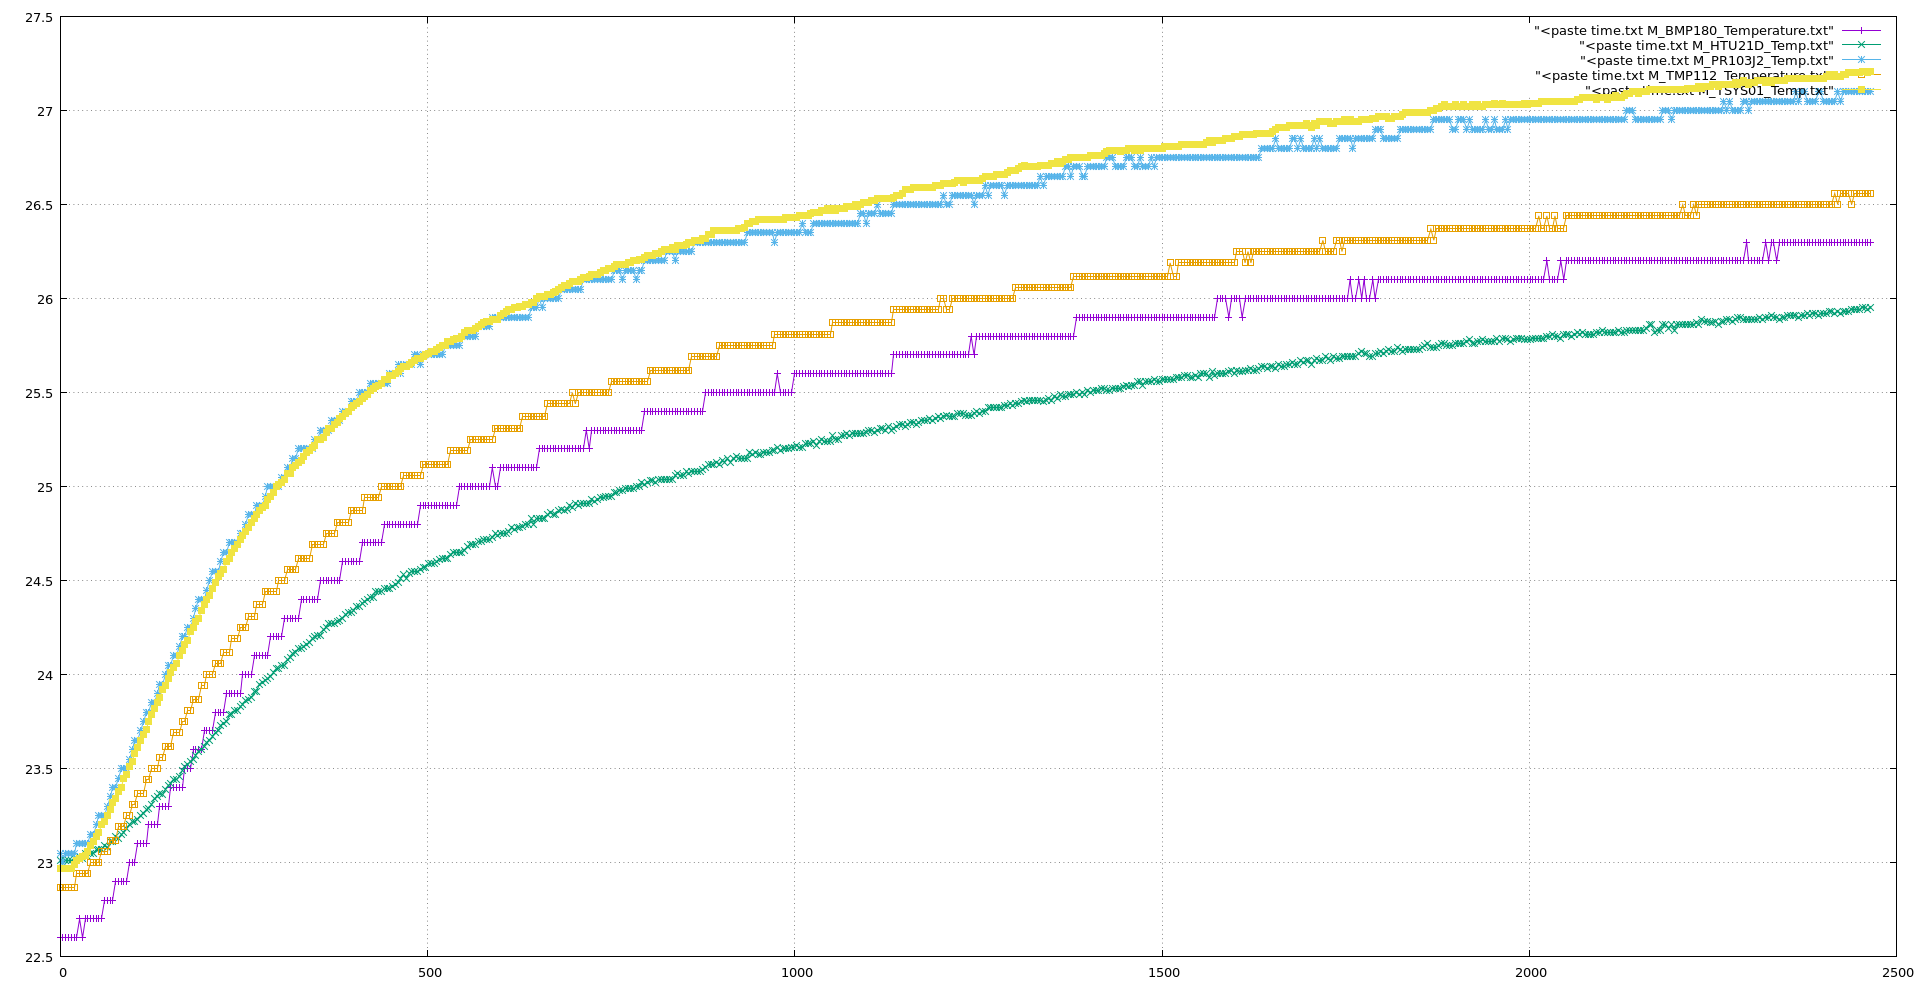 27.5
27
26.5
26
25.5
25
24.5
24
23.5
23
22.5
0 500 1000 1500 2000 2500
"<paste time.txt M_BMP180_Temperature.txt"
"<paste time.txt M_HTU21D_Temp.txt"
"<paste time.txt M_PR103J2_Temp.txt"
"<paste time.txt M_TMP112_Temperature.txt"
"<paste time.txt M_TSYS01_Temp.txt"